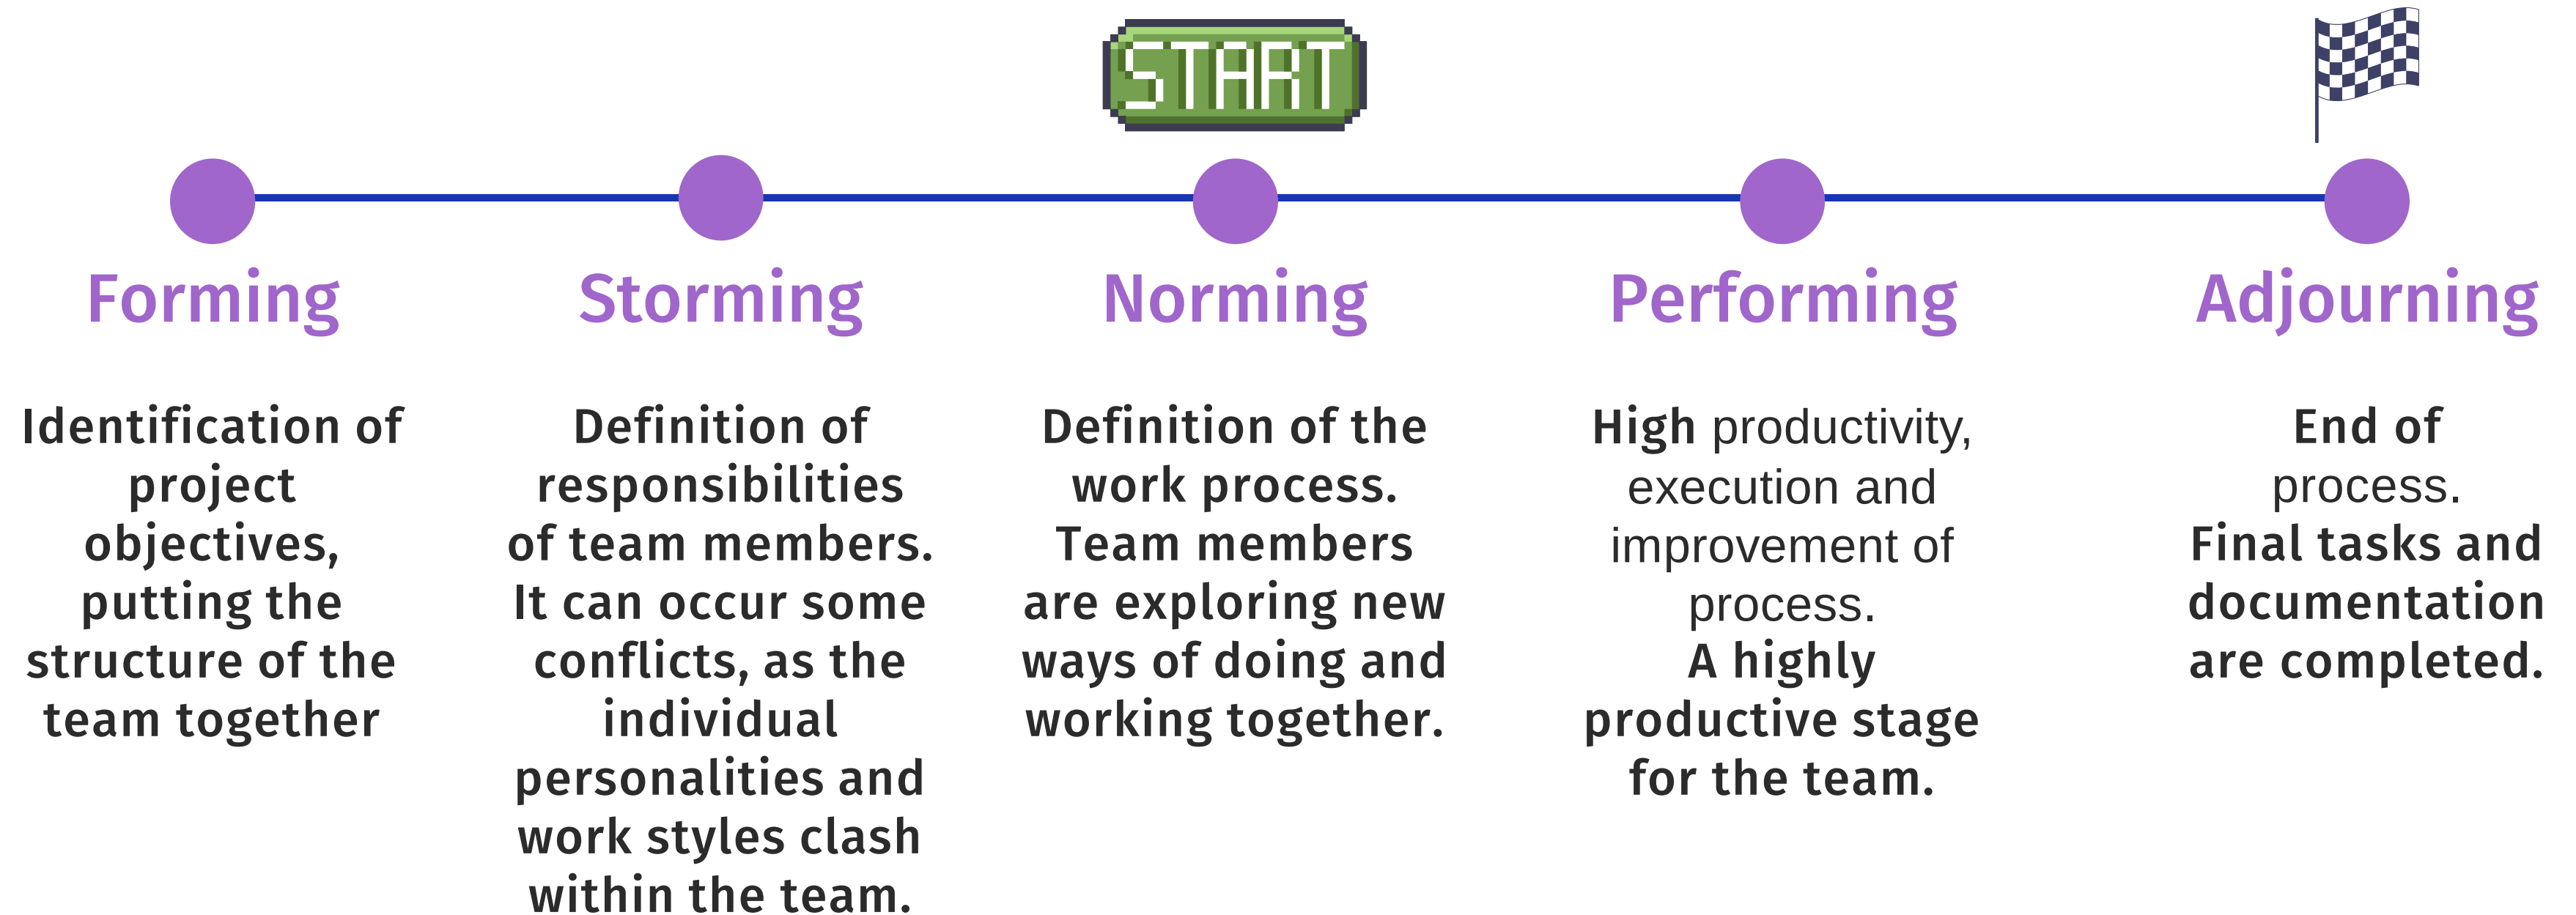 START
Forming
Identification of
project
objectives,
putting the
structure of the
team together
Storming
Definition of
responsibilities
of team members.
It can occur some
conflicts, as the
individual
personalities and
work styles clash
within the team.
Norming
Definition of the
work process.
Team members
are exploring new
ways of doing and
working together.
Performing
High productivity,
execution and
improvement of
process.
A highly
productive stage
for the team.
Adjourning
End of
process.
Final tasks and
documentation
are completed.